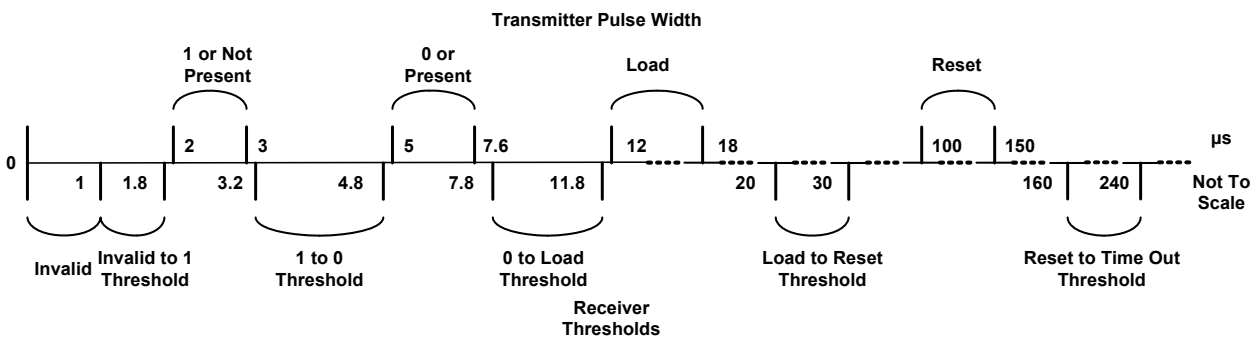 Transmitter Pulse Width
1 or Not
Present
0 or
Present
Load
Reset
2
3
5
7.6
12
18
100
150
µs
0
1
1.8
3.2
4.8
7.8
11.8
20
30
160
240
Not To
Scale
Invalid
Invalid to 1
Threshold
1 to 0
Threshold
0 to Load
Threshold
Load to Reset
Threshold
Reset to Time Out
Threshold
Receiver
Thresholds